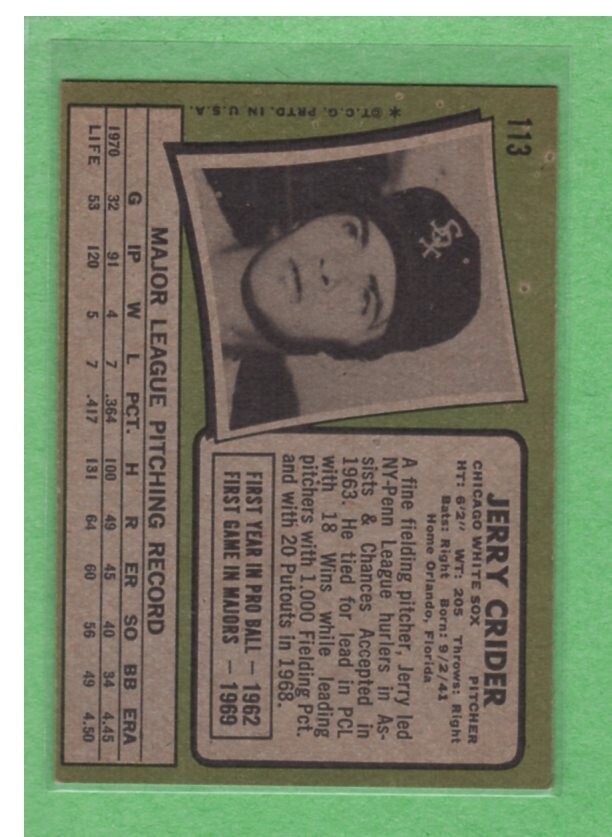 113
JERRY CRIDER
CHICAGO WHITE SOX PITCHER
HT: 6'2" WT: 205 Throws: Right
Bats: Right Born: 9/2/41
Home Orlando, Florida
A fine fielding pitcher, Jerry led
NY-Penn League hurlers in As-
sists & Chances Accepted in
1963. He tied for lead in PCL
with 18 Wins while leading
pitchers with 1.000 Fielding Pct.
and with 20 Putouts in 1968.
FIRST YEAR IN PRO BALL — 1962
FIRST GAME IN MAJORS — 1969
SOX
MAJOR LEAGUE PITCHING RECORD
G IP W L PCT. H R ER SO BB ERA
1970 32 91 4 7 .364 100 49 45 40 34 4.45
LIFE 53 120 5 7 .417 131 64 60 56 49 4.50
* ©T.C.G. PRTD. IN U.S.A.